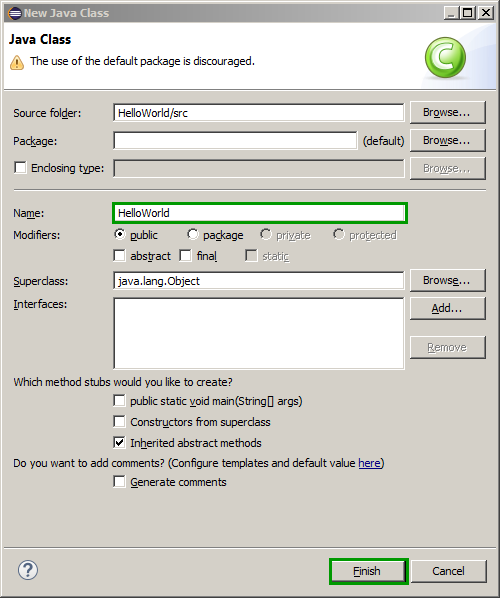 New Java Class
Java Class
The use of the default package is discouraged.
C
Source folder: HelloWorld/src Browse...
Package: (default) Browse...
Enclosing type: Browse...
Name: HelloWorld
Modifiers: public package private protected
abstract final static
Superclass: java.lang.Object Browse...
Interfaces: Add...
Remove
Which method stubs would you like to create?
public static void main(String[] args)
Constructors from superclass
Inherited abstract methods
Do you want to add comments? (Configure templates and default value here)
Generate comments
? Finish Cancel